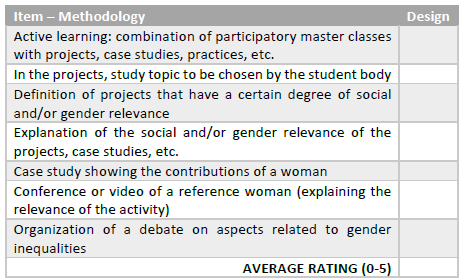 Item – Methodology Design
Active learning: combination of participatory master classes
with projects, case studies, practices, etc.
In the projects, study topic to be chosen by the student body
Definition of projects that have a certain degree of social
and/or gender relevance
Explanation of the social and/or gender relevance of the
projects, case studies, etc.
Case study showing the contributions of a woman
Conference or video of a reference woman (explaining the
relevance of the activity)
Organization of a debate on aspects related to gender
inequalities
AVERAGE RATING (0-5)